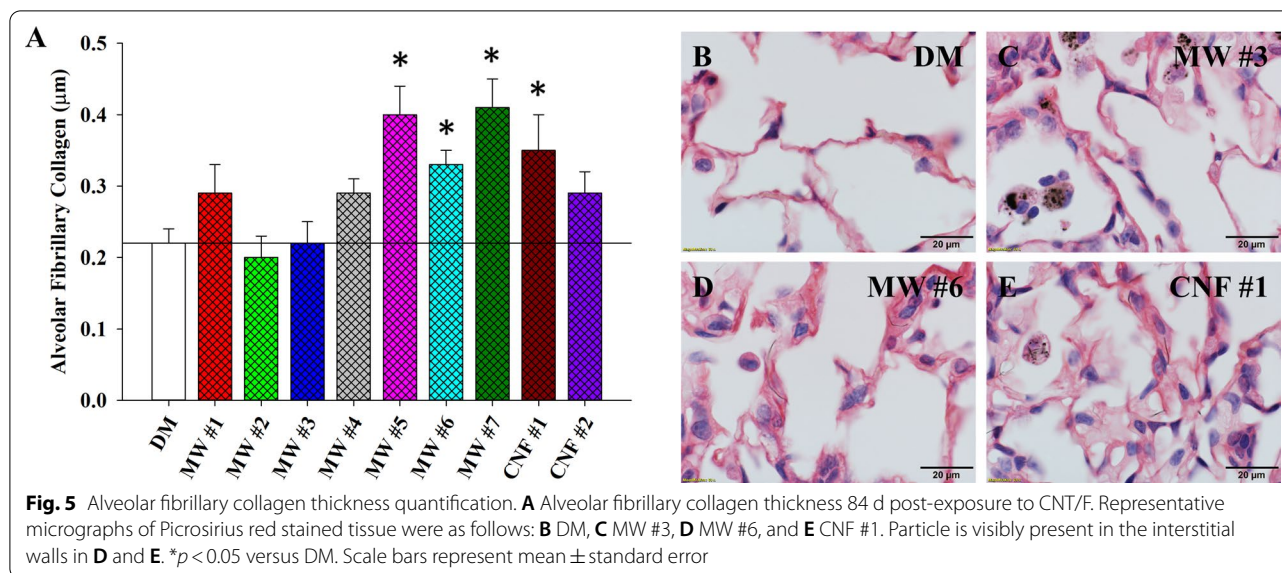 A
0.5
0.4
0.3
0.2
0.1
0.0
Alveolar Fibrillary Collagen (µm)
*
*
*
*
DM
MW #1
MW #2
MW #3
MW #4
MW #5
MW #6
MW #7
CNF #1
CNF #2
B DM
20 µm
C MW #3
20 µm
D MW #6
20 µm
E CNF #1
20 µm
Fig. 5 Alveolar fibrillary collagen thickness quantification. A Alveolar fibrillary collagen thickness 84 d post-exposure to CNT/F. Representative
micrographs of Picrosirius red stained tissue were as follows: B DM, C MW #3, D MW #6, and E CNF #1. Particle is visibly present in the interstitial
walls in D and E. *p < 0.05 versus DM. Scale bars represent mean ± standard error